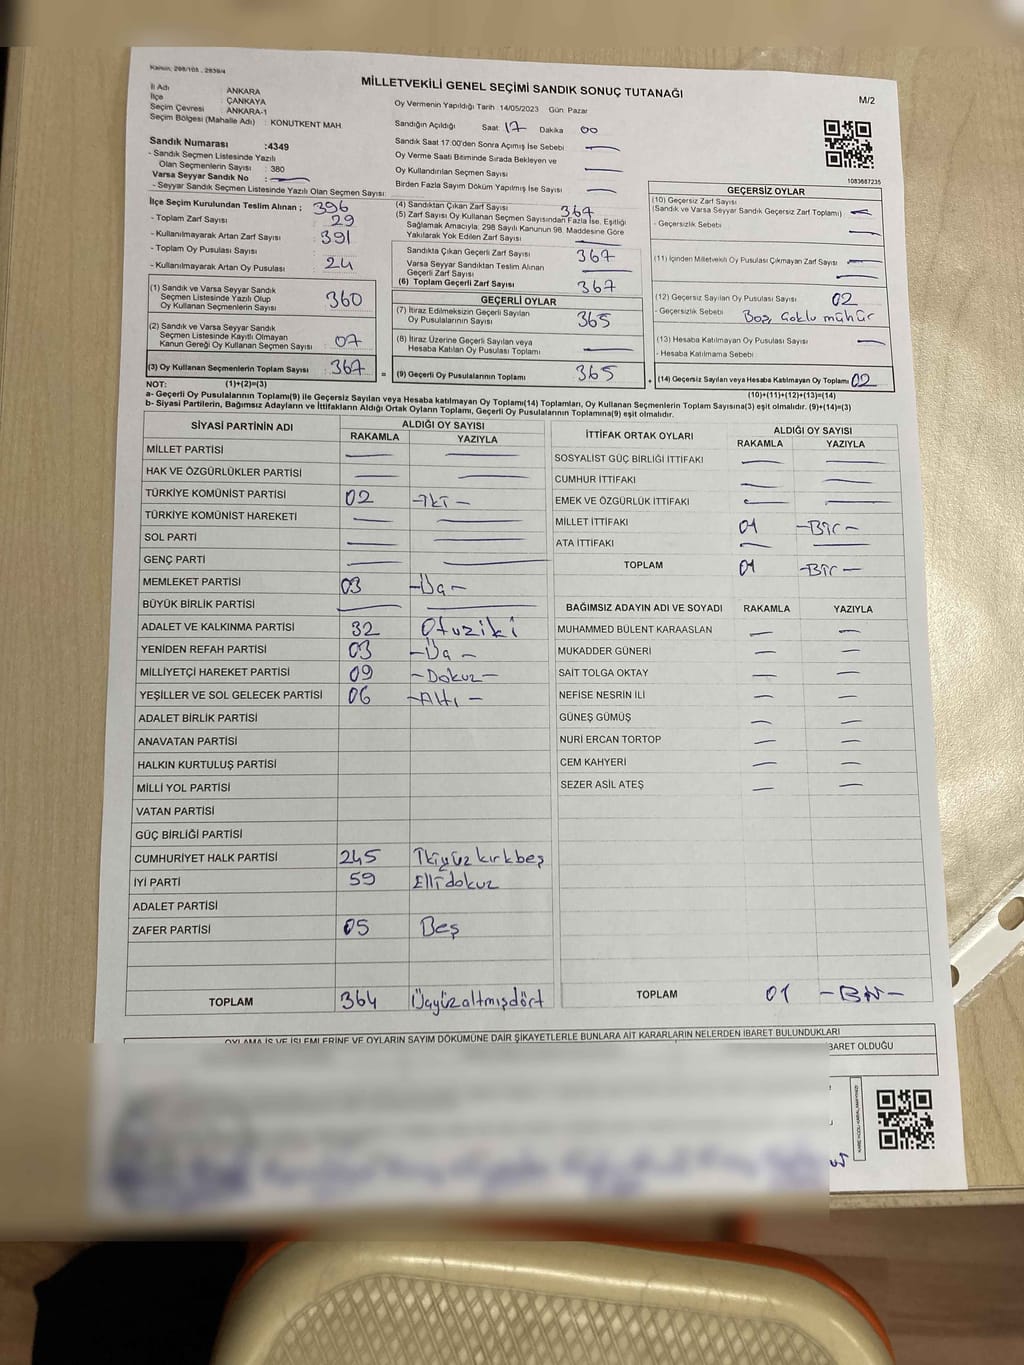 Kanun, 298/105 , 2839/4
MİLLETVEKİLİ GENEL SEÇİMİ SANDIK SONUÇ TUTANAĞI
M/2
İl Adı ANKARA
İlçe ÇANKAYA
Seçim Çevresi ANKARA-1
Seçim Bölgesi (Mahalle Adı) : KONUTKENT MAH.
Sandık Numarası :4349
- Sandık Seçmen Listesinde Yazılı
Olan Seçmenlerin Sayısı : 380
Varsa Seyyar Sandık No :
- Seyyar Sandık Seçmen Listesinde Yazılı Olan Seçmen Sayısı:
Oy Vermenin Yapıldığı Tarih 14/05/2023 Gün: Pazar
Sandığın Açıldığı Saat 17 Dakika 00
Sandık Saat 17:00'den Sonra Açımış İse Sebebi
Oy Verme Saati Bitiminde Sırada Bekleyen ve
Oy Kullandırılan Seçmen Sayısı
Birden Fazla Sayım Döküm Yapılmış İse Sayısı
1083687235
İlçe Seçim Kurulundan Teslim Alınan ;
- Toplam Zarf Sayısı 396
- Kullanılmayarak Artan Zarf Sayısı 29
- Toplam Oy Pusulası Sayısı 391
- Kullanılmayarak Artan Oy Pusulası 24
(1) Sandık ve Varsa Seyyar Sandık
Seçmen Listesinde Yazılı Olup
Oy Kullanan Seçmenlerin Sayısı 360
(2) Sandık ve Varsa Seyyar Sandık
Seçmen Listesinde Kayıtlı Olmayan
Kanun Gereği Oy Kullanan Seçmen Sayısı 07
(3) Oy Kullanan Seçmenlerin Toplam Sayısı 367 =
(4) Sandıktan Çıkan Zarf Sayısı 367
(5) Zarf Sayısı Oy Kullanan Seçmen Sayısından Fazla İse, Eşitliği
Sağlamak Amacıyla, 298 Sayılı Kanunun 98. Maddesine Göre
Yakılarak Yok Edilen Zarf Sayısı
Sandıkta Çıkan Geçerli Zarf Sayısı 367
Varsa Seyyar Sandıktan Teslim Alınan
Geçerli Zarf Sayısı
(6) Toplam Geçerli Zarf Sayısı 367
GEÇERLİ OYLAR
(7) İtiraz Edilmeksizin Geçerli Sayılan
Oy Pusulalarının Sayısı 365
(8) İtiraz Üzerine Geçerli Sayılan veya
Hesaba Katılan Oy Pusulası Toplamı
(9) Geçerli Oy Pusulalarının Toplamı 365 +
GEÇERSİZ OYLAR
(10) Geçersiz Zarf Sayısı
(Sandık ve Varsa Seyyar Sandık Geçersiz Zarf Toplamı)
- Geçersizlik Sebebi
(11) İçinden Milletvekili Oy Pusulası Çıkmayan Zarf Sayısı
(12) Geçersiz Sayılan Oy Pusulası Sayısı 02
- Geçersizlik Sebebi Boş, Çoklu mühür
(13) Hesaba Katılmayan Oy Pusulası Sayısı
- Hesaba Katılmama Sebebi
(14) Geçersiz Sayılan veya Hesaba Katılmayan Oy Toplamı 02
NOT: (1)+(2)=(3) (10)+(11)+(12)+(13)=(14)
a- Geçerli Oy Pusulasının Toplamı(9) ile Geçersiz Sayılan veya Hesaba katılmayan Oy Toplamı(14) Toplamları, Oy Kullanan Seçmenlerin Toplam Sayısına(3) eşit olmalıdır. (9)+(14)=(3)
b- Siyasi Partilerin, Bağımsız Adayların ve İttifakların Aldığı Ortak Oyların Toplamı, Geçerli Oy Pusulalarının Toplamına(9) eşit olmalıdır.
SİYASİ PARTİNİN ADI ALDIĞI OY SAYISI
RAKAMLA YAZIYLA
MİLLET PARTİSİ
HAK VE ÖZGÜRLÜKLER PARTİSİ
TÜRKİYE KOMÜNİST PARTİSİ 02 -İki-
TÜRKİYE KOMÜNİST HAREKETİ
SOL PARTİ
GENÇ PARTİ
MEMLEKET PARTİSİ 03 -Üç-
BÜYÜK BİRLİK PARTİSİ
ADALET VE KALKINMA PARTİSİ 32 Otuziki
YENİDEN REFAH PARTİSİ 03 -Üç-
MİLLİYETÇİ HAREKET PARTİSİ 09 -Dokuz-
YEŞİLLER VE SOL GELECEK PARTİSİ 06 -Altı-
ADALET BİRLİK PARTİSİ
ANAVATAN PARTİSİ
HALKIN KURTULUŞ PARTİSİ
MİLLİ YOL PARTİSİ
VATAN PARTİSİ
GÜÇ BİRLİĞİ PARTİSİ
CUMHURİYET HALK PARTİSİ 245 İkiyüzkırkbeş
İYİ PARTİ 59 Ellidokuz
ADALET PARTİSİ
ZAFER PARTİSİ 05 Beş
TOPLAM 364 Üçyüzaltmışdört
İTTİFAK ORTAK OYLARI ALDIĞI OY SAYISI
RAKAMLA YAZIYLA
SOSYALİST GÜÇ BİRLİĞİ İTTİFAKI
CUMHUR İTTİFAKI
EMEK VE ÖZGÜRLÜK İTTİFAKI
MİLLET İTTİFAKI 01 -Bir-
ATA İTTİFAKI
TOPLAM 01 -Bir-
BAĞIMSIZ ADAYIN ADI VE SOYADI RAKAMLA YAZIYLA
MUHAMMED BÜLENT KARAASLAN
MUKADDER GÜNERİ
SAİT TOLGA OKTAY
NEFİSE NESRİN İLİ
GÜNEŞ GÜMÜŞ
NURİ ERCAN TORTOP
CEM KAHYERİ
SEZER ASİL ATEŞ
TOPLAM 01 -Bir-
OYLAMA İŞ VE İŞLEMLERİNE VE OYLARIN SAYIM DÖKÜMÜNE DAİR ŞİKAYETLERLE BUNLARA AİT KARARLARIN NELERDEN İBARET BULUNDUKLARI
BARET OLDUĞU